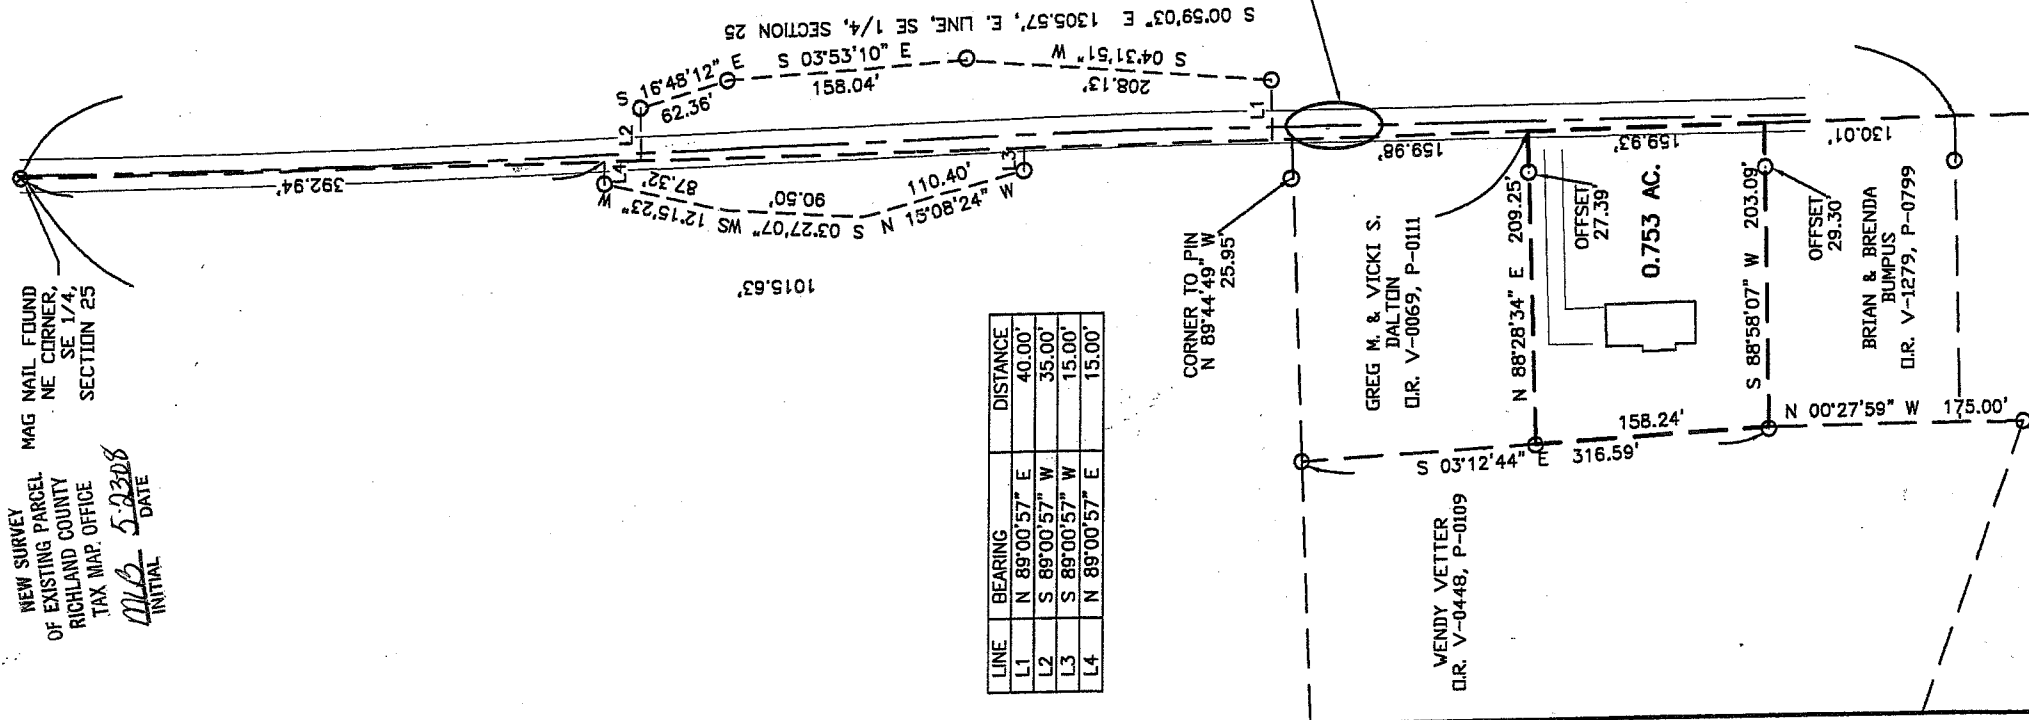 NEW SURVEY
OF EXISTING PARCEL
RICHLAND COUNTY
TAX MAP OFFICE
MLB 5-23-08
INITIAL DATE
MAG NAIL FOUND
NE CORNER,
SE 1/4,
SECTION 25
392.94'
S 00°59'03" E 1305.57', E. LINE, SE 1/4, SECTION 25
S 16°48'12" E
62.36'
S 03°53'10" E
158.04'
S 04°31'51" W
208.13'
L2
L1
L4
L3
87.32'
12°15'23" W
90.50'
S 03°27'07" W
110.40'
N 15°08'24" W
1015.63'
159.98'
159.93'
130.01'
CORNER TO PIN
N 89°44'49" W
25.95'
LINE BEARING DISTANCE
L1 N 89°00'57" E 40.00'
L2 S 89°00'57" W 35.00'
L3 S 89°00'57" W 15.00'
L4 N 89°00'57" E 15.00'
GREG M. & VICKI S.
DALTON
O.R. V-0069, P-0111
N 88°28'34" E 209.25'
OFFSET
27.39
0.753 AC.
S 88°58'07" W 203.09'
OFFSET
29.30'
BRIAN & BRENDA
BUMPUS
O.R. V-1279, P-0799
158.24'
S 03°12'44" E 316.59'
N 00°27'59" W 175.00'
WENDY VETTER
O.R. V-0448, P-0109